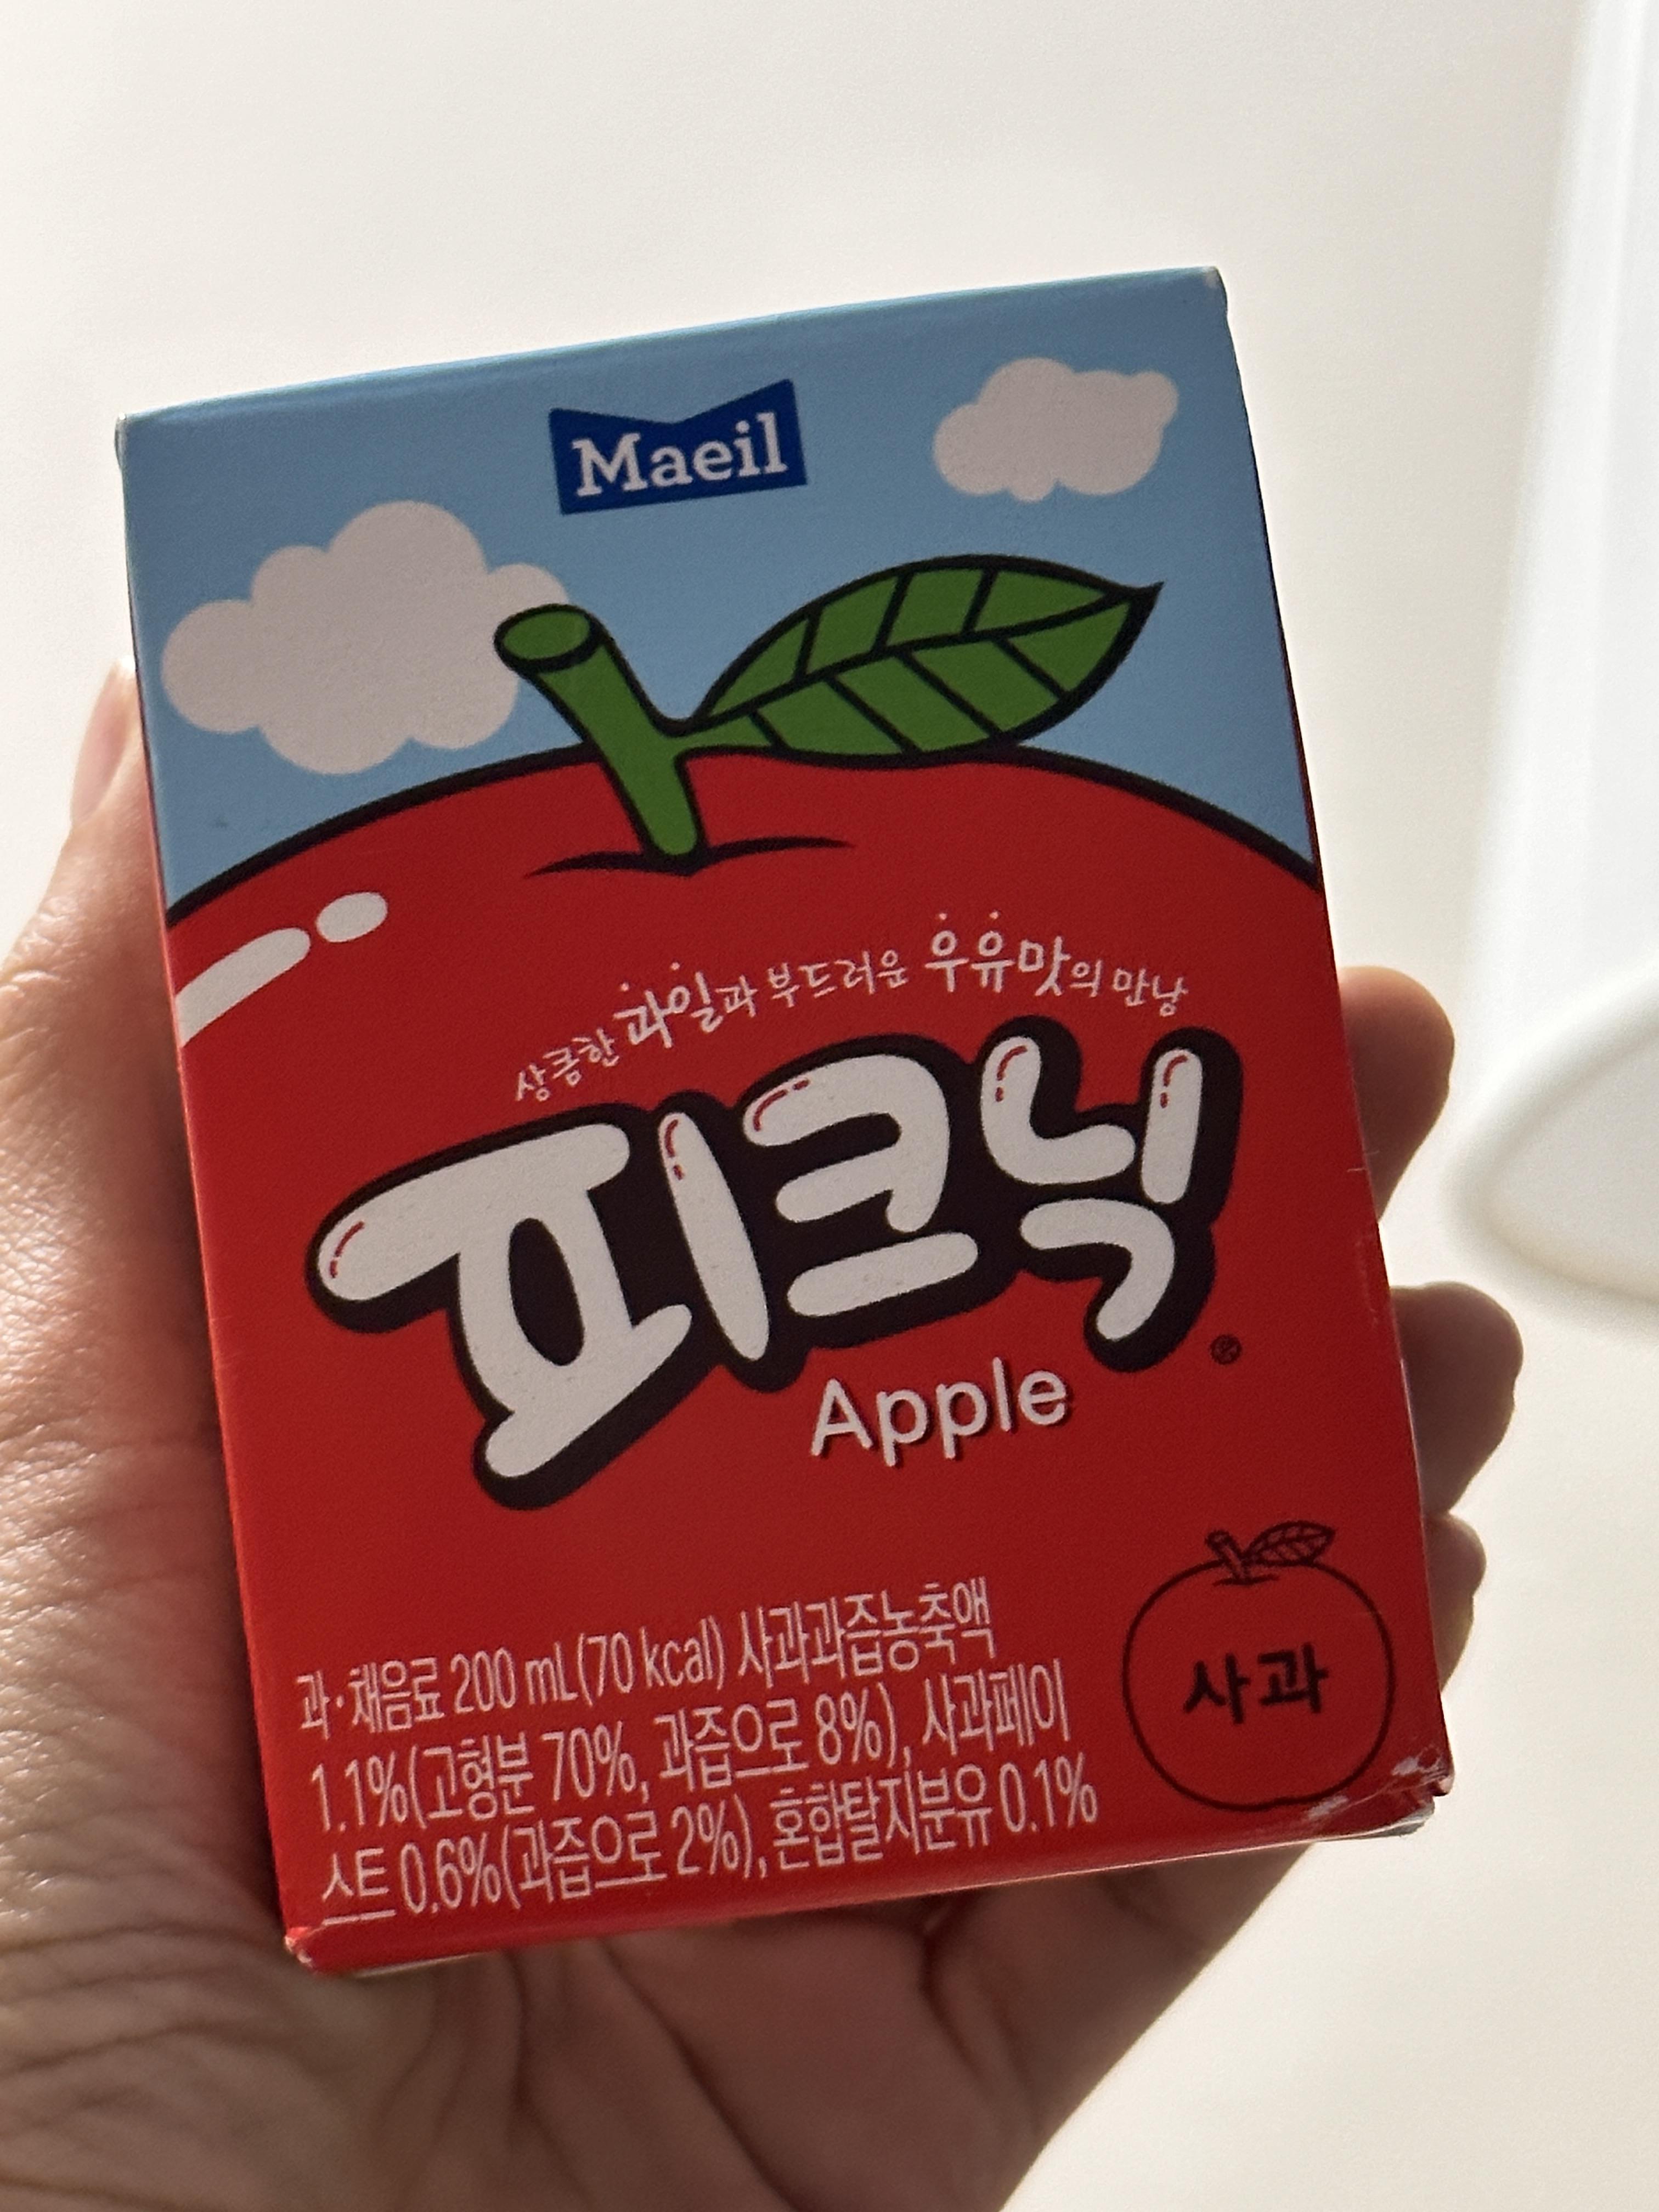 Maeil
상큼한 과일과 부드러운 우유맛의 만남
피크닉
Apple
과·채음료 200 mL(70 kcal) 사과과즙농축액
1.1%(고형분 70%, 과즙으로 8%), 사과페이
스트 0.6%(과즙으로 2%), 혼합탈지분유 0.1%
사과